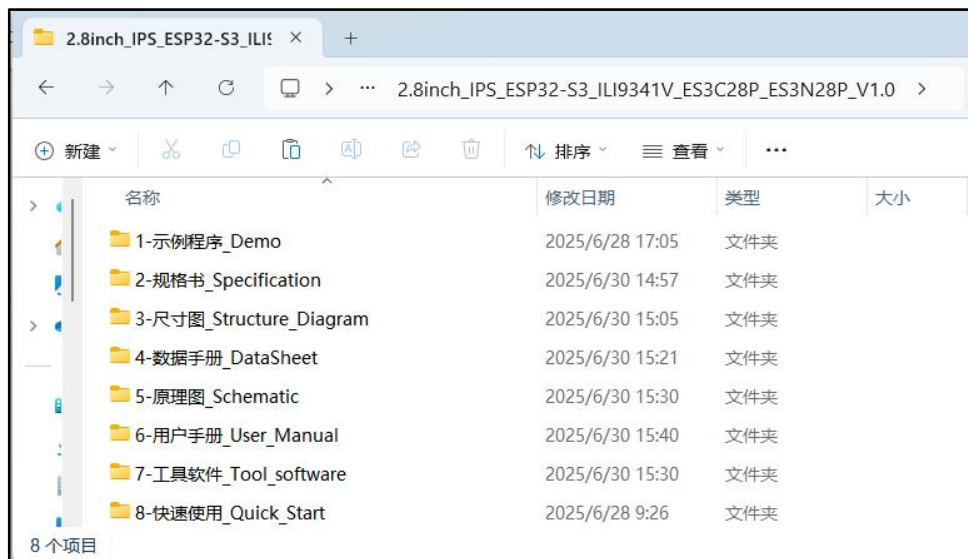 2.8inch_IPS_ESP32-S3_ILI9
2.8inch_IPS_ESP32-S3_ILI9341V_ES3C28P_ES3N28P_V1.0
新建 排序 查看
名称 修改日期 类型 大小
1-示例程序_Demo 2025/6/28 17:05 文件夹
2-规格书_Specification 2025/6/30 14:57 文件夹
3-尺寸图_Structure_Diagram 2025/6/30 15:05 文件夹
4-数据手册_DataSheet 2025/6/30 15:21 文件夹
5-原理图_Schematic 2025/6/30 15:30 文件夹
6-用户手册_User_Manual 2025/6/30 15:40 文件夹
7-工具软件_Tool_software 2025/6/30 15:30 文件夹
8-快速使用_Quick_Start 2025/6/28 9:26 文件夹
8 个项目